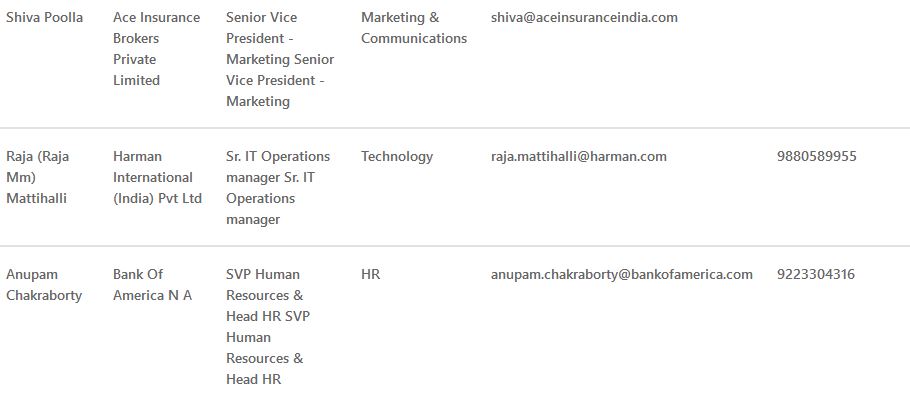 Shiva Poolla
Ace Insurance
Brokers
Private
Limited
Senior Vice
President -
Marketing Senior
Vice President -
Marketing
Marketing &
Communications
shiva@aceinsuranceindia.com
Raja (Raja
Mm)
Mattihalli
Harman
International
(India) Pvt Ltd
Sr. IT Operations
manager Sr. IT
Operations
manager
Technology
raja.mattihalli@harman.com
9880589955
Anupam
Chakraborty
Bank Of
America N A
SVP Human
Resources &
Head HR SVP
Human
Resources &
Head HR
HR
anupam.chakraborty@bankofamerica.com
9223304316